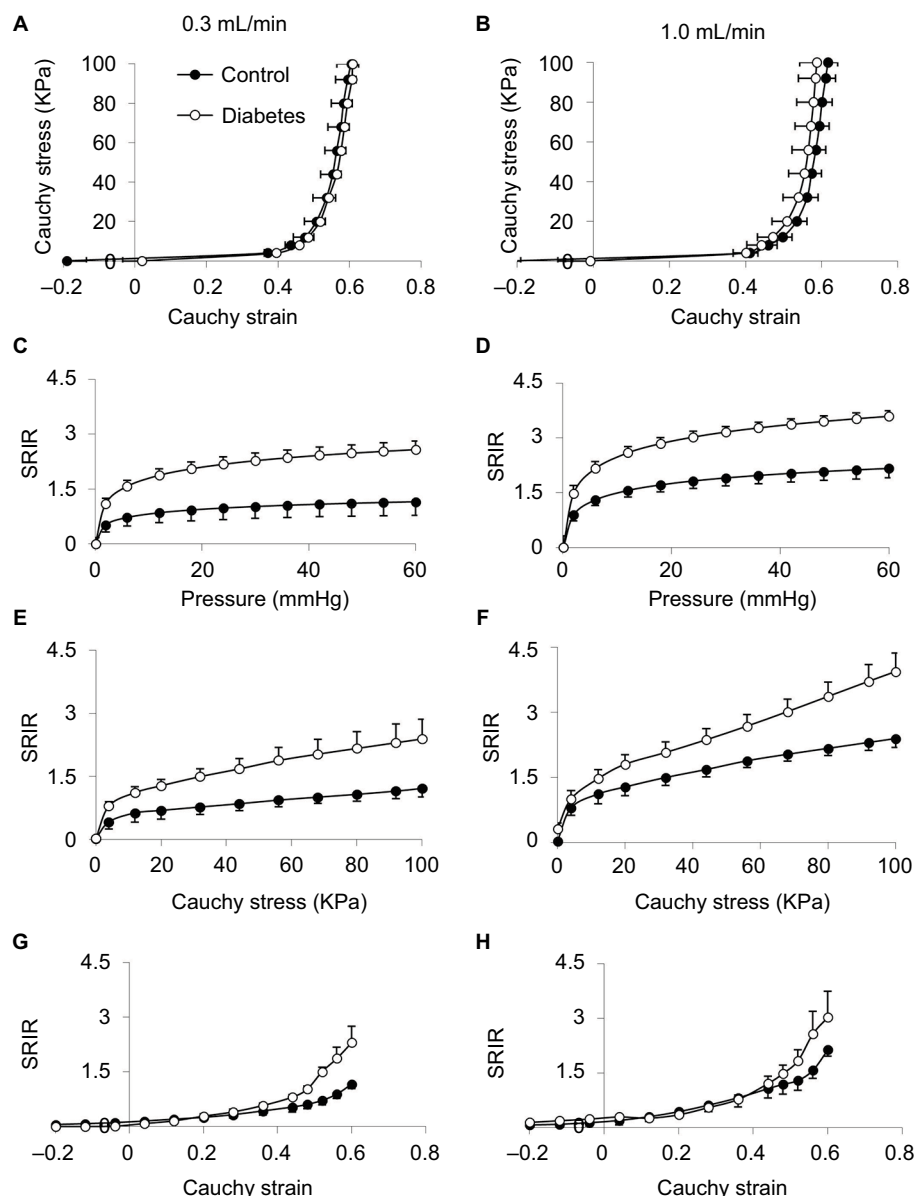 A
0.3 mL/min
Cauchy stress (KPa)
100
80
60
40
20
0
Control
Diabetes
–0.2 0 0.2 0.4 0.6 0.8
Cauchy strain
B
1.0 mL/min
Cauchy stress (KPa)
100
80
60
40
20
0
–0.2 0 0.2 0.4 0.6 0.8
Cauchy strain
C
SRIR
4.5
3
1.5
0
0 20 40 60
Pressure (mmHg)
D
SRIR
4.5
3
1.5
0
0 20 40 60
Pressure (mmHg)
E
SRIR
4.5
3
1.5
0
0 20 40 60 80 100
Cauchy stress (KPa)
F
SRIR
4.5
3
1.5
0
0 20 40 60 80 100
Cauchy stress (KPa)
G
SRIR
4.5
3
1.5
0
–0.2 0 0.2 0.4 0.6 0.8
Cauchy strain
H
SRIR
4.5
3
1.5
0
–0.2 0 0.2 0.4 0.6 0.8
Cauchy strain